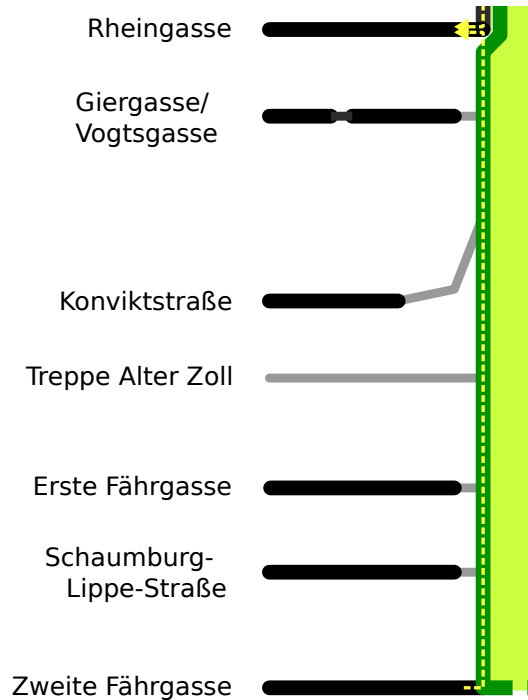 Rheingasse
Giergasse/
Vogtsgasse
Konviktstraße
Treppe Alter Zoll
Erste Fährgasse
Schaumburg-
Lippe-Straße
Zweite Fährgasse